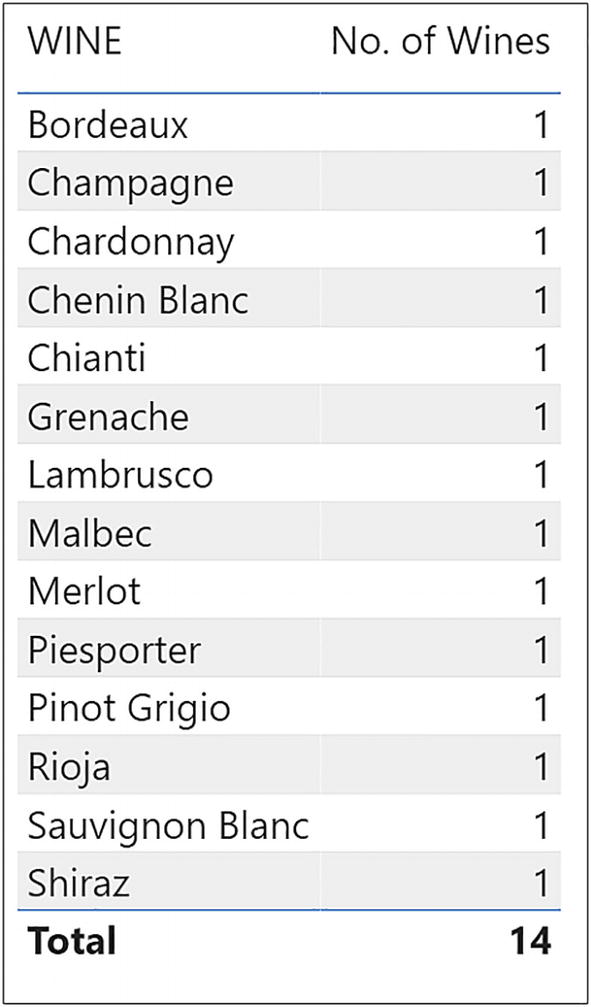 WINE No. of Wines
Bordeaux 1
Champagne 1
Chardonnay 1
Chenin Blanc 1
Chianti 1
Grenache 1
Lambrusco 1
Malbec 1
Merlot 1
Piesporter 1
Pinot Grigio 1
Rioja 1
Sauvignon Blanc 1
Shiraz 1
Total 14